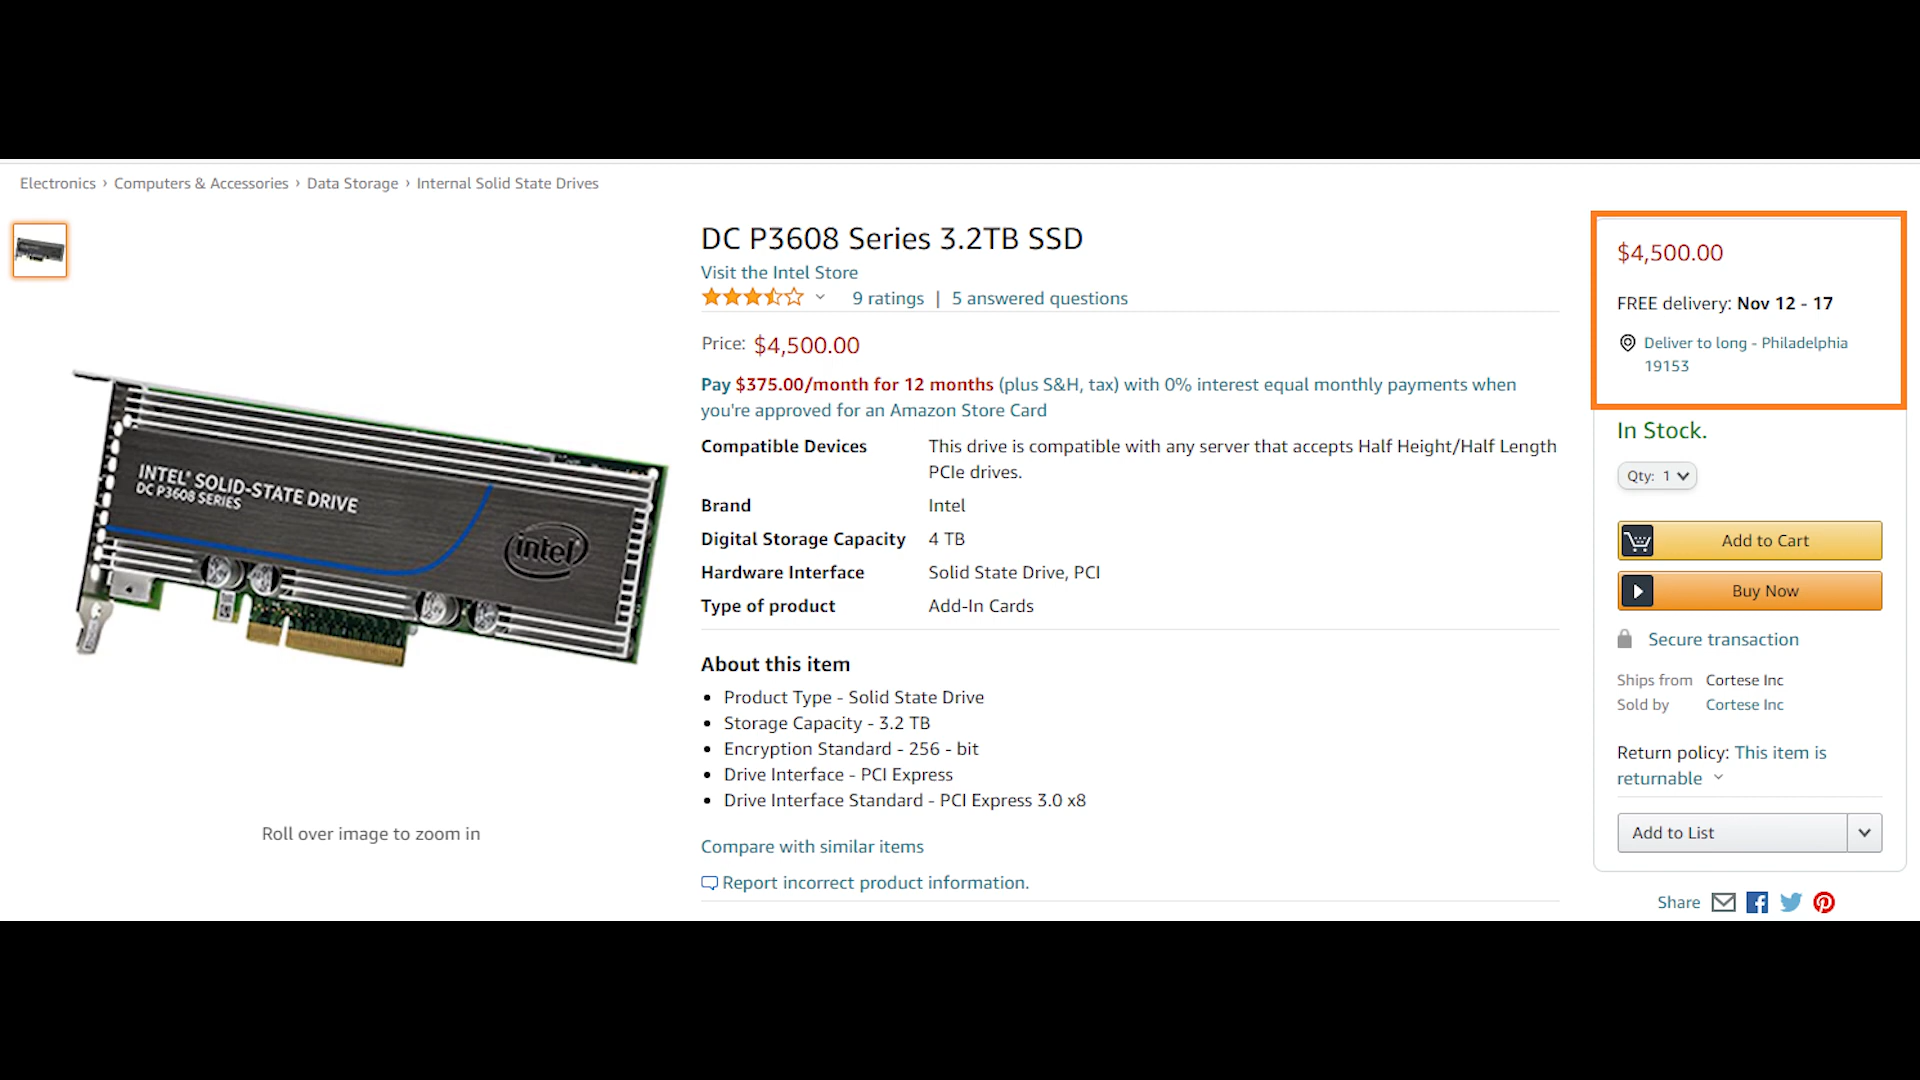 Electronics › Computers & Accessories › Data Storage › Internal Solid State Drives
DC P3608 Series 3.2TB SSD
Visit the Intel Store
9 ratings | 5 answered questions
Price: $4,500.00
Pay $375.00/month for 12 months (plus S&H, tax) with 0% interest equal monthly payments when
you're approved for an Amazon Store Card
Compatible Devices This drive is compatible with any server that accepts Half Height/Half Length
PCIe drives.
Brand Intel
Digital Storage Capacity 4 TB
Hardware Interface Solid State Drive, PCI
Type of product Add-In Cards
About this item
• Product Type - Solid State Drive
• Storage Capacity - 3.2 TB
• Encryption Standard - 256 - bit
• Drive Interface - PCI Express
• Drive Interface Standard - PCI Express 3.0 x8
Compare with similar items
Report incorrect product information.
INTEL® SOLID-STATE DRIVE
DC P3608 SERIES
intel
Roll over image to zoom in
$4,500.00
FREE delivery: Nov 12 - 17
Deliver to long - Philadelphia
19153
In Stock.
Qty: 1
Add to Cart
Buy Now
Secure transaction
Ships from Cortese Inc
Sold by Cortese Inc
Return policy: This item is
returnable
Add to List
Share